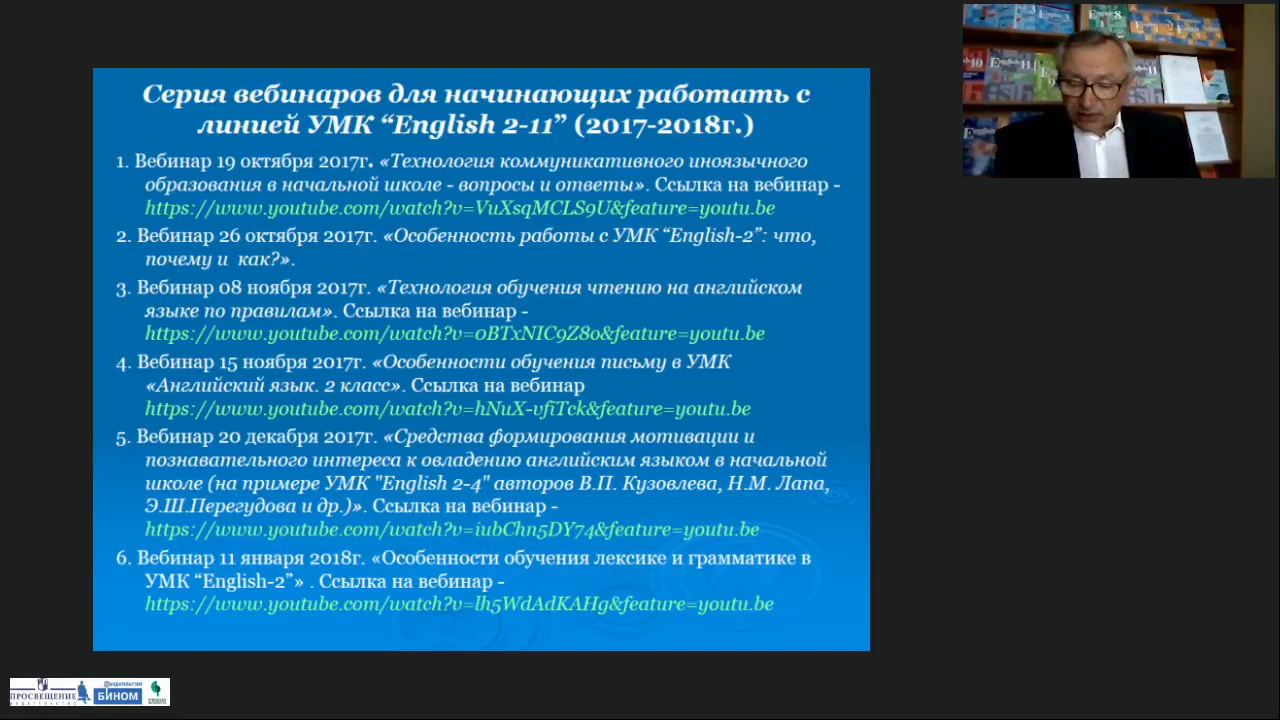 Серия вебинаров для начинающих работать с
линией УМК “English 2-11” (2017-2018г.)
1. Вебинар 19 октября 2017г. «Технология коммуникативного иноязычного
образования в начальной школе - вопросы и ответы». Ссылка на вебинар -
https://www.youtube.com/watch?v=VuXsqMCLS9U&feature=youtu.be
2. Вебинар 26 октября 2017г. «Особенность работы с УМК “English-2”: что,
почему и как?».
3. Вебинар 08 ноября 2017г. «Технология обучения чтению на английском
языке по правилам». Ссылка на вебинар -
https://www.youtube.com/watch?v=0BTxNIC9Z80&feature=youtu.be
4. Вебинар 15 ноября 2017г. «Особенности обучения письму в УМК
«Английский язык. 2 класс». Ссылка на вебинар
https://www.youtube.com/watch?v=hNuX-vfiTck&feature=youtu.be
5. Вебинар 20 декабря 2017г. «Средства формирования мотивации и
познавательного интереса к овладению английским языком в начальной
школе (на примере УМК "English 2-4" авторов В.П. Кузовлева, Н.М. Лапа,
Э.Ш.Перегудова и др.)». Ссылка на вебинар -
https://www.youtube.com/watch?v=iubChn5DY74&feature=youtu.be
6. Вебинар 11 января 2018г. «Особенности обучения лексике и грамматике в
УМК “English-2”» . Ссылка на вебинар -
https://www.youtube.com/watch?v=lh5WdAdKAHg&feature=youtu.be
ПРОСВЕЩЕНИЕ
ИЗДАТЕЛЬСТВО
БИНОМ